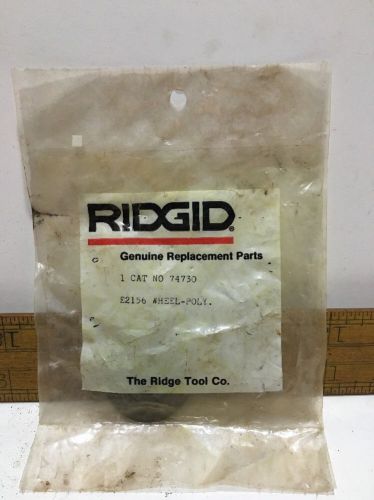 RIDGID®
Genuine Replacement Parts
1 CAT NO 74730
E2156 WHEEL-POLY.
The Ridge Tool Co.